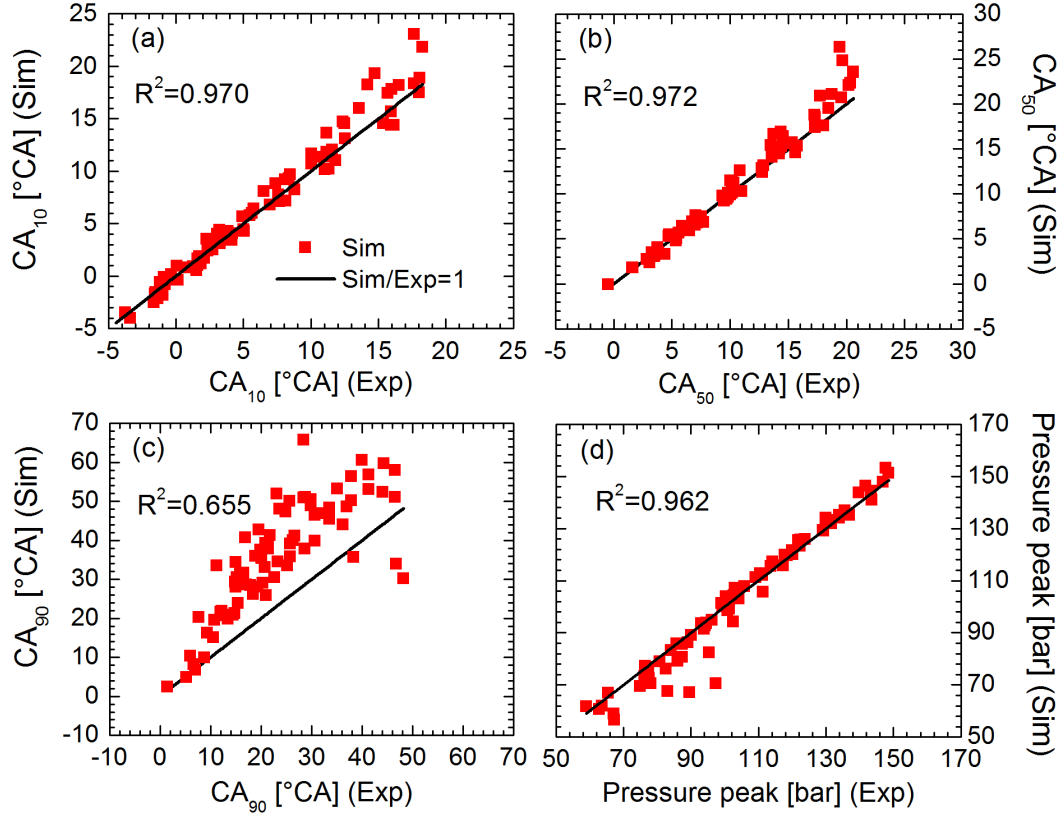 (a)
R²=0.970
Sim
Sim/Exp=1
25
20
15
10
5
0
-5
-5 0 5 10 15 20 25
CA₁₀ [°CA] (Sim)
CA₁₀ [°CA] (Exp)
(b)
R²=0.972
30
25
20
15
10
5
0
-5
-5 0 5 10 15 20 25 30
CA₅₀ [°CA] (Sim)
CA₅₀ [°CA] (Exp)
(c)
R²=0.655
70
60
50
40
30
20
10
0
-10
-10 0 10 20 30 40 50 60 70
CA₉₀ [°CA] (Sim)
CA₉₀ [°CA] (Exp)
(d)
R²=0.962
170
150
130
110
90
70
50
50 70 90 110 130 150 170
Pressure peak [bar] (Sim)
Pressure peak [bar] (Exp)